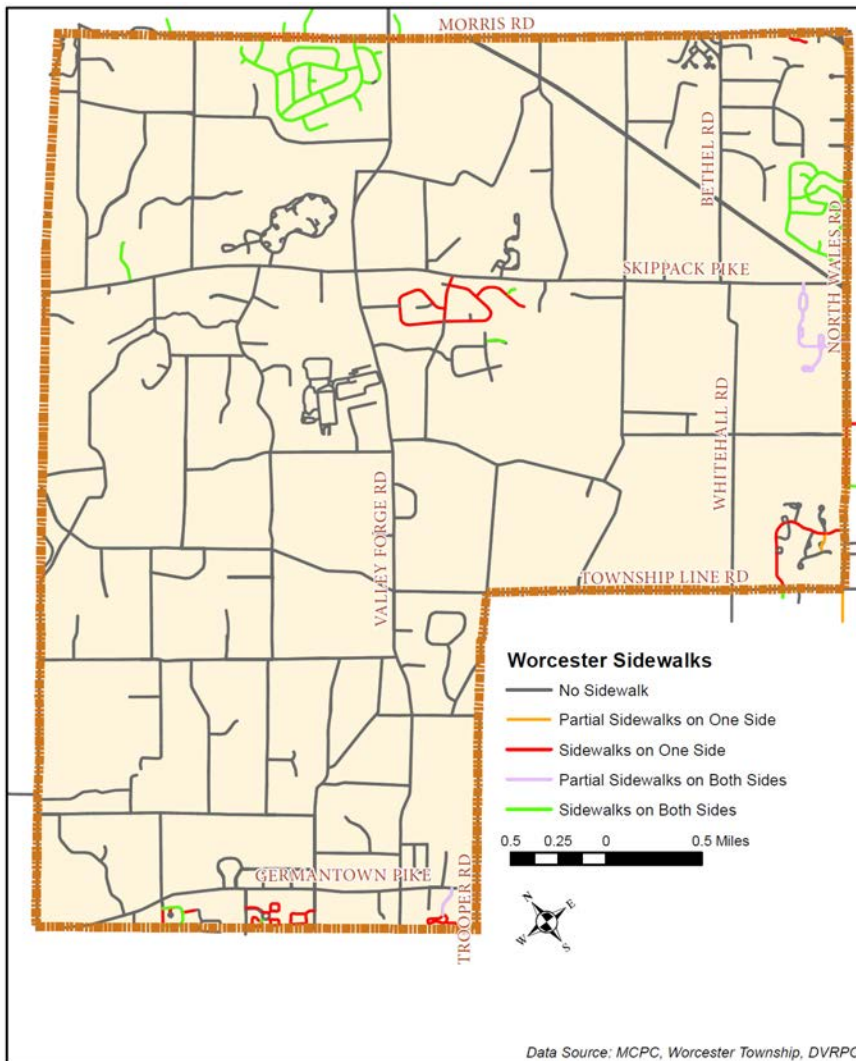 MORRIS RD
BETHEL RD
NORTH WALES RD
SKIPPACK PIKE
WHITEHALL RD
VALLEY FORGE RD
TOWNSHIP LINE RD
GERMANTOWN PIKE
TROOPER RD
Worcester Sidewalks
No Sidewalk
Partial Sidewalks on One Side
Sidewalks on One Side
Partial Sidewalks on Both Sides
Sidewalks on Both Sides
0.5 0.25 0 0.5 Miles
N E
W S
Data Source: MCPC, Worcester Township, DVRPC